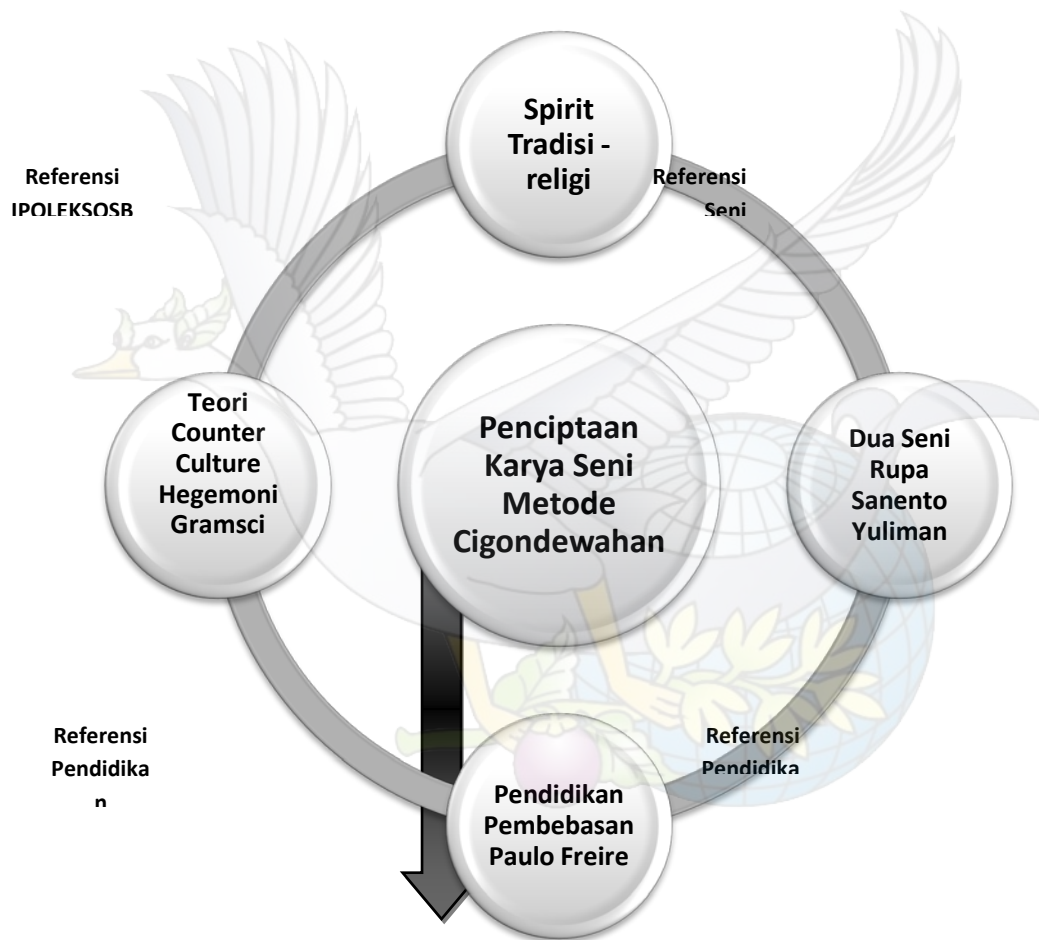 Spirit
Tradisi -
religi
Referensi
IPOLEKSOSB
Referensi
Seni
Teori
Counter
Culture
Hegemoni
Gramsci
Penciptaan
Karya Seni
Metode
Cigondewahan
Dua Seni
Rupa
Sanento
Yuliman
Referensi
Pendidika
n
Referensi
Pendidika
Pendidikan
Pembebasan
Paulo Freire